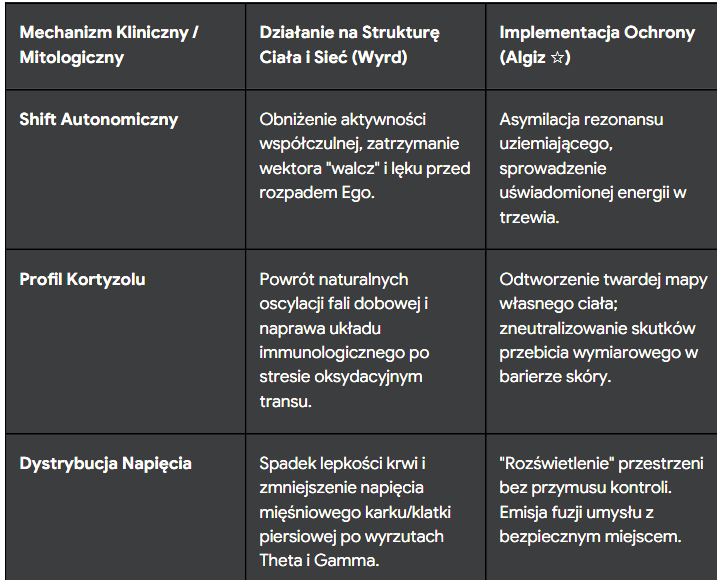 Mechanizm Kliniczny /
Mitologiczny
Działanie na Strukturę
Ciała i Sieć (Wyrd)
Implementacja Ochrony
(Algiz ☆)
Shift Autonomiczny
Obniżenie aktywności
współczulnej, zatrzymanie
wektora "walcz" i lęku przed
rozpadem Ego.
Asymilacja rezonansu
uziemiającego,
sprowadzenie
uświadomionej energii w
trzewia.
Profil Kortyzolu
Powrót naturalnych
oscylacji fali dobowej i
naprawa układu
immunologicznego po
stresie oksydacyjnym
transu.
Odtworzenie twardej mapy
własnego ciała;
zneutralizowanie skutków
przebicia wymiarowego w
barierze skóry.
Dystrybucja Napięcia
Spadek lepkości krwi i
zmniejszenie napięcia
mięśniowego karku/klatki
piersiowej po wyrzutach
Theta i Gamma.
"Rozświetlenie" przestrzeni
bez przymusu kontroli.
Emisja fuzji umysłu z
bezpiecznym miejscem.